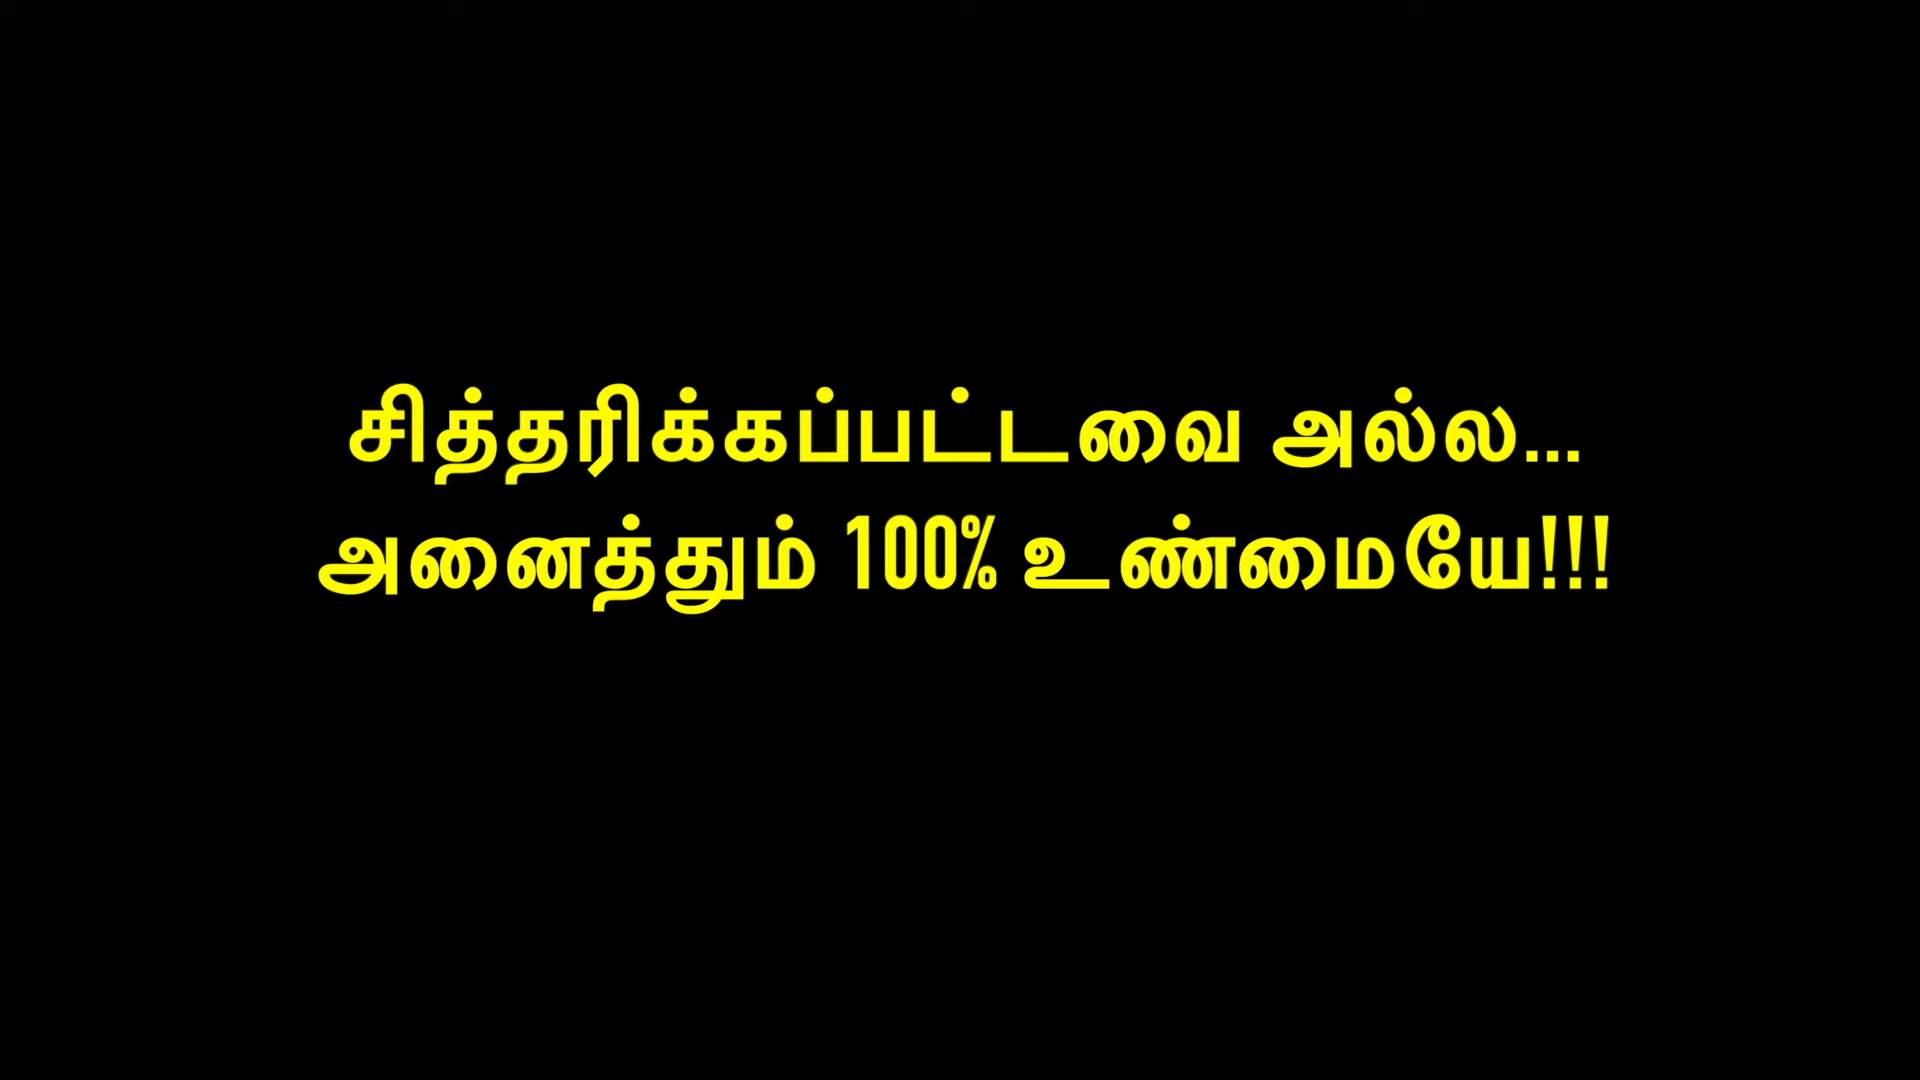 சித்தரிக்கப்பட்டவை அல்ல...
அனைத்தும் 100% உண்மையே!!!